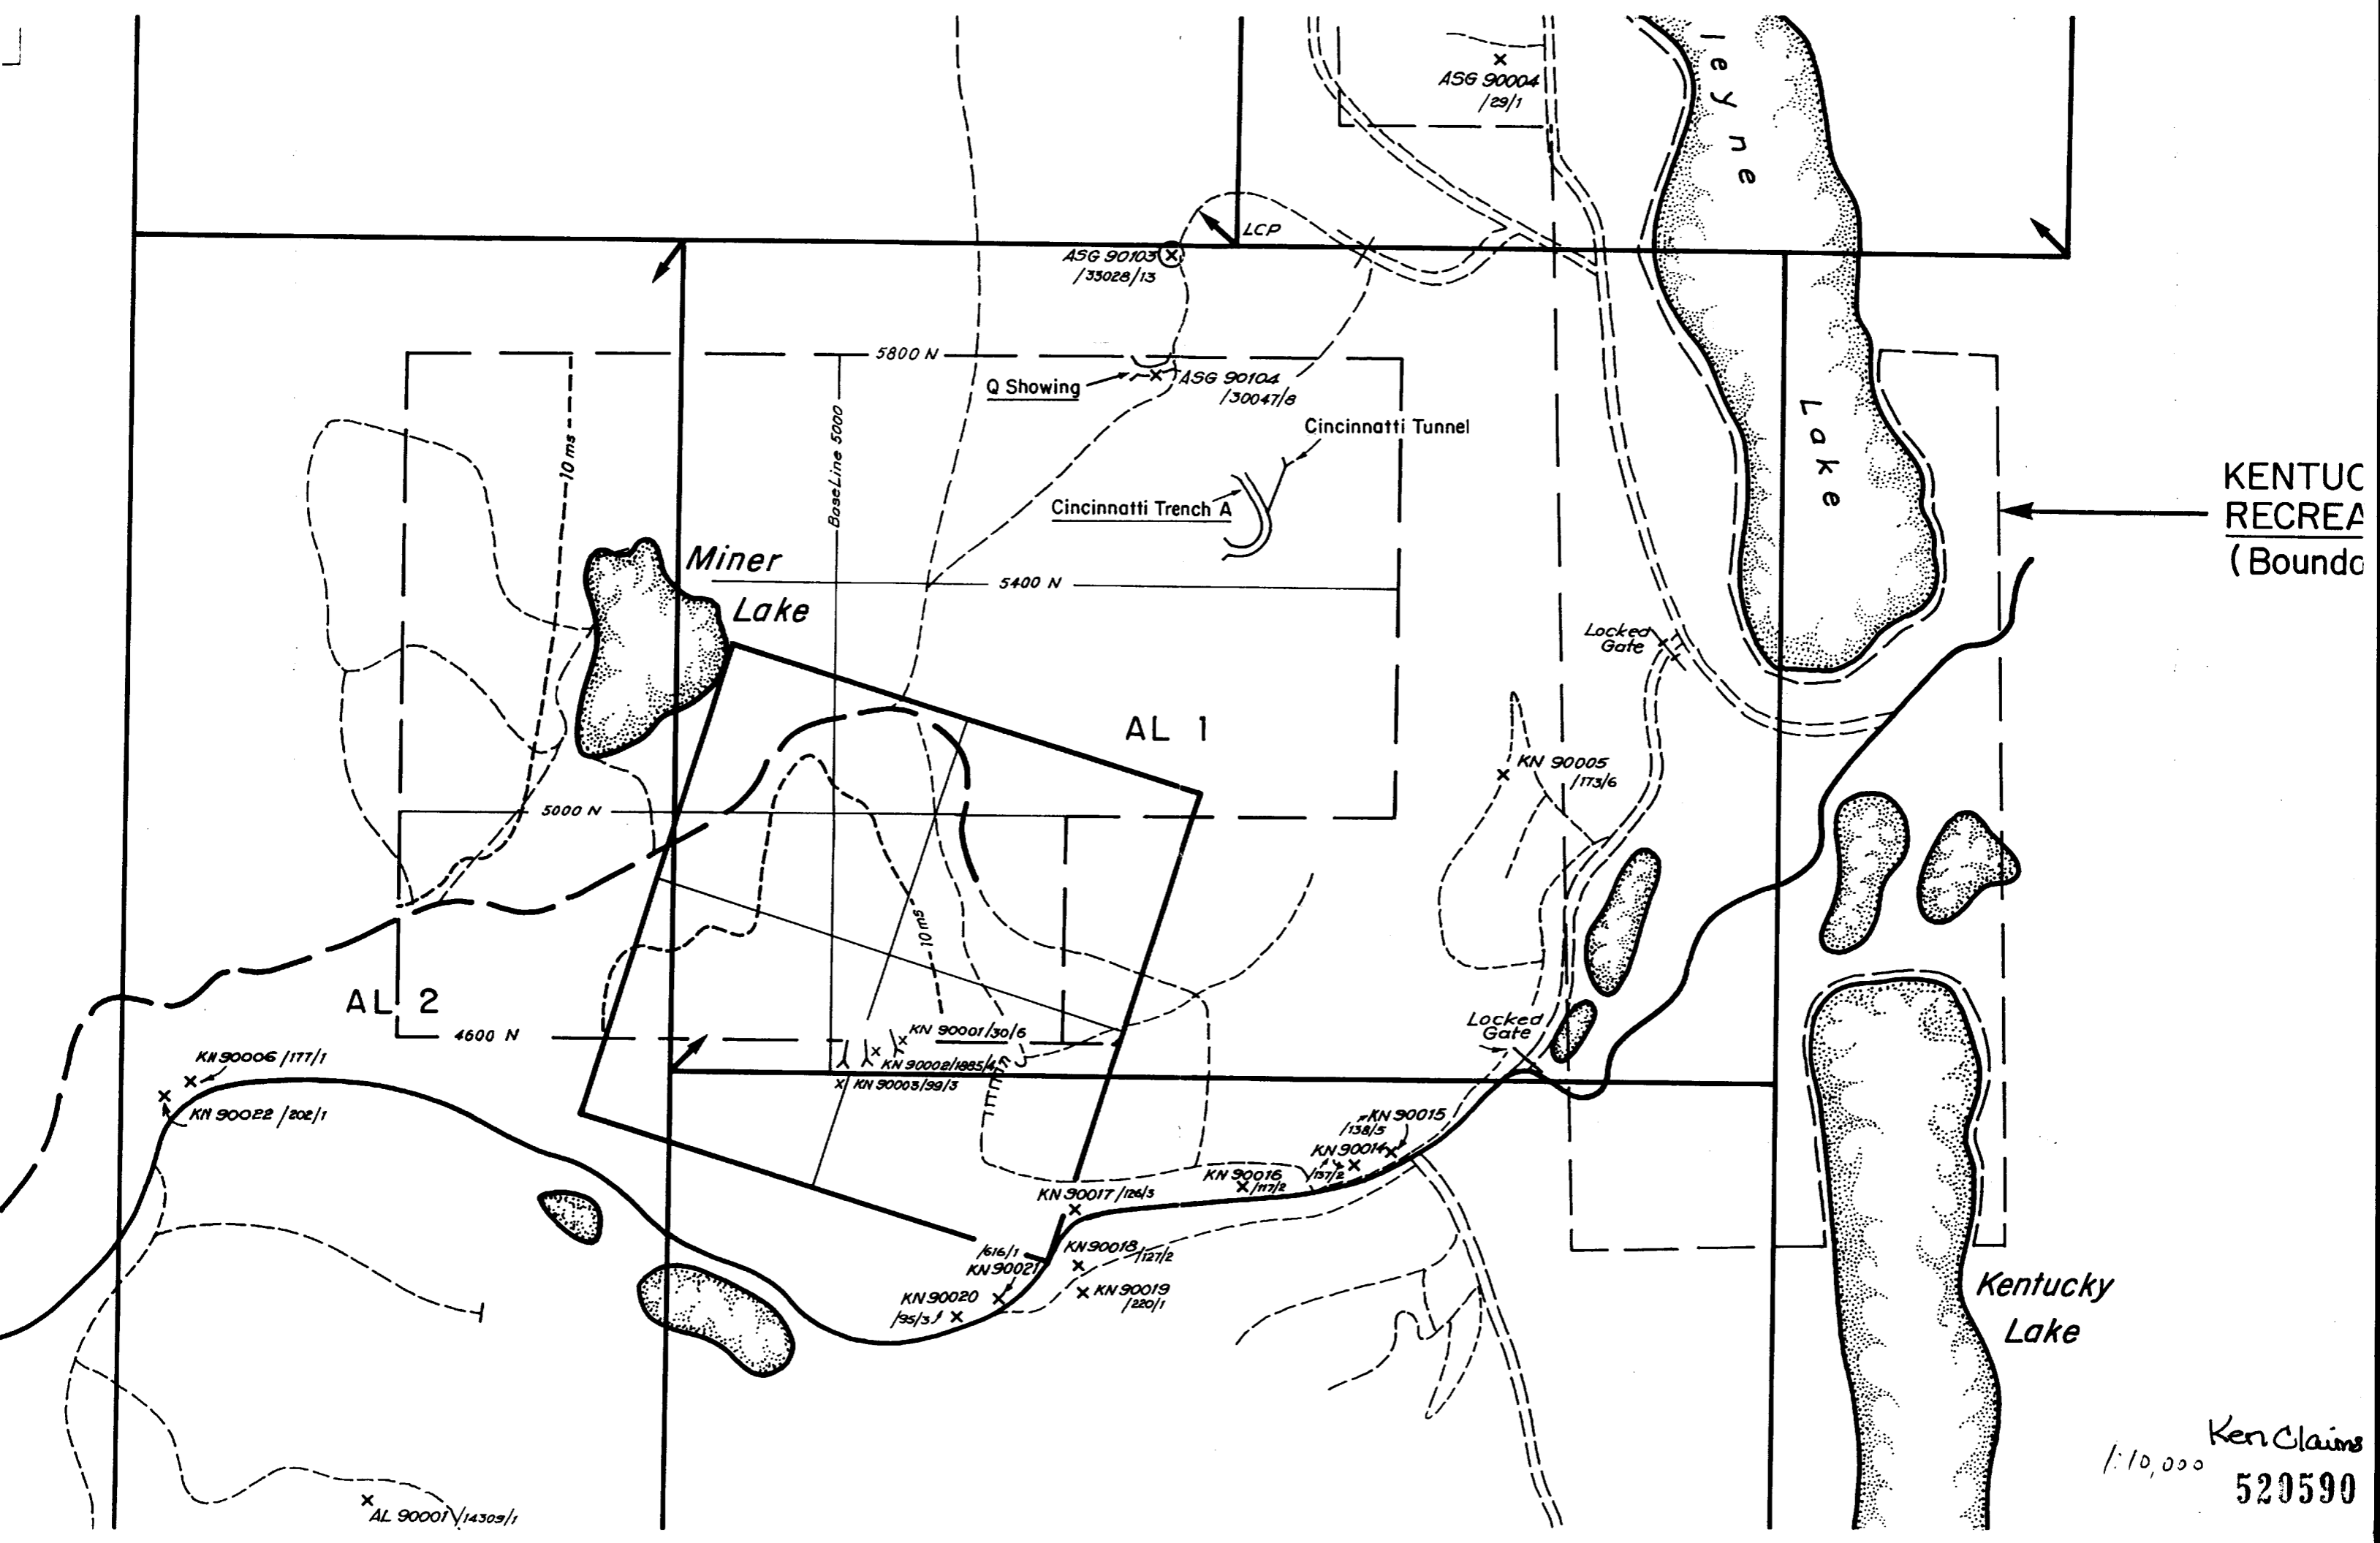 leyne
ASG 90004
/29/1
LCP
ASG 90103
/33028/13
5800 N
Q Showing
ASG 90104
/30047/8
Cincinnatti Tunnel
BaseLine 5000
Lake
10 ms
KENTUC
RECREA
(Bounda
Cincinnatti Trench A
Miner
Lake
5400 N
Locked
Gate
AL 1
KN 90005
/173/6
5000 N
10 ms
AL 2
4600 N
KN 90001/30/6
Locked
Gate
KN 90002/1885/4
KN 90003/99/3
KN 90006/177/1
KN 90022/202/1
KN 90015
/138/5
KN 90014
/137/2
KN 90016
/117/2
KN 90017/126/3
KN 90018
/127/2
/616/1
KN 90021
KN 90019
/220/1
KN 90020
/95/3
Kentucky
Lake
AL 90001/14309/1
Ken Claims
1:10,000
520590